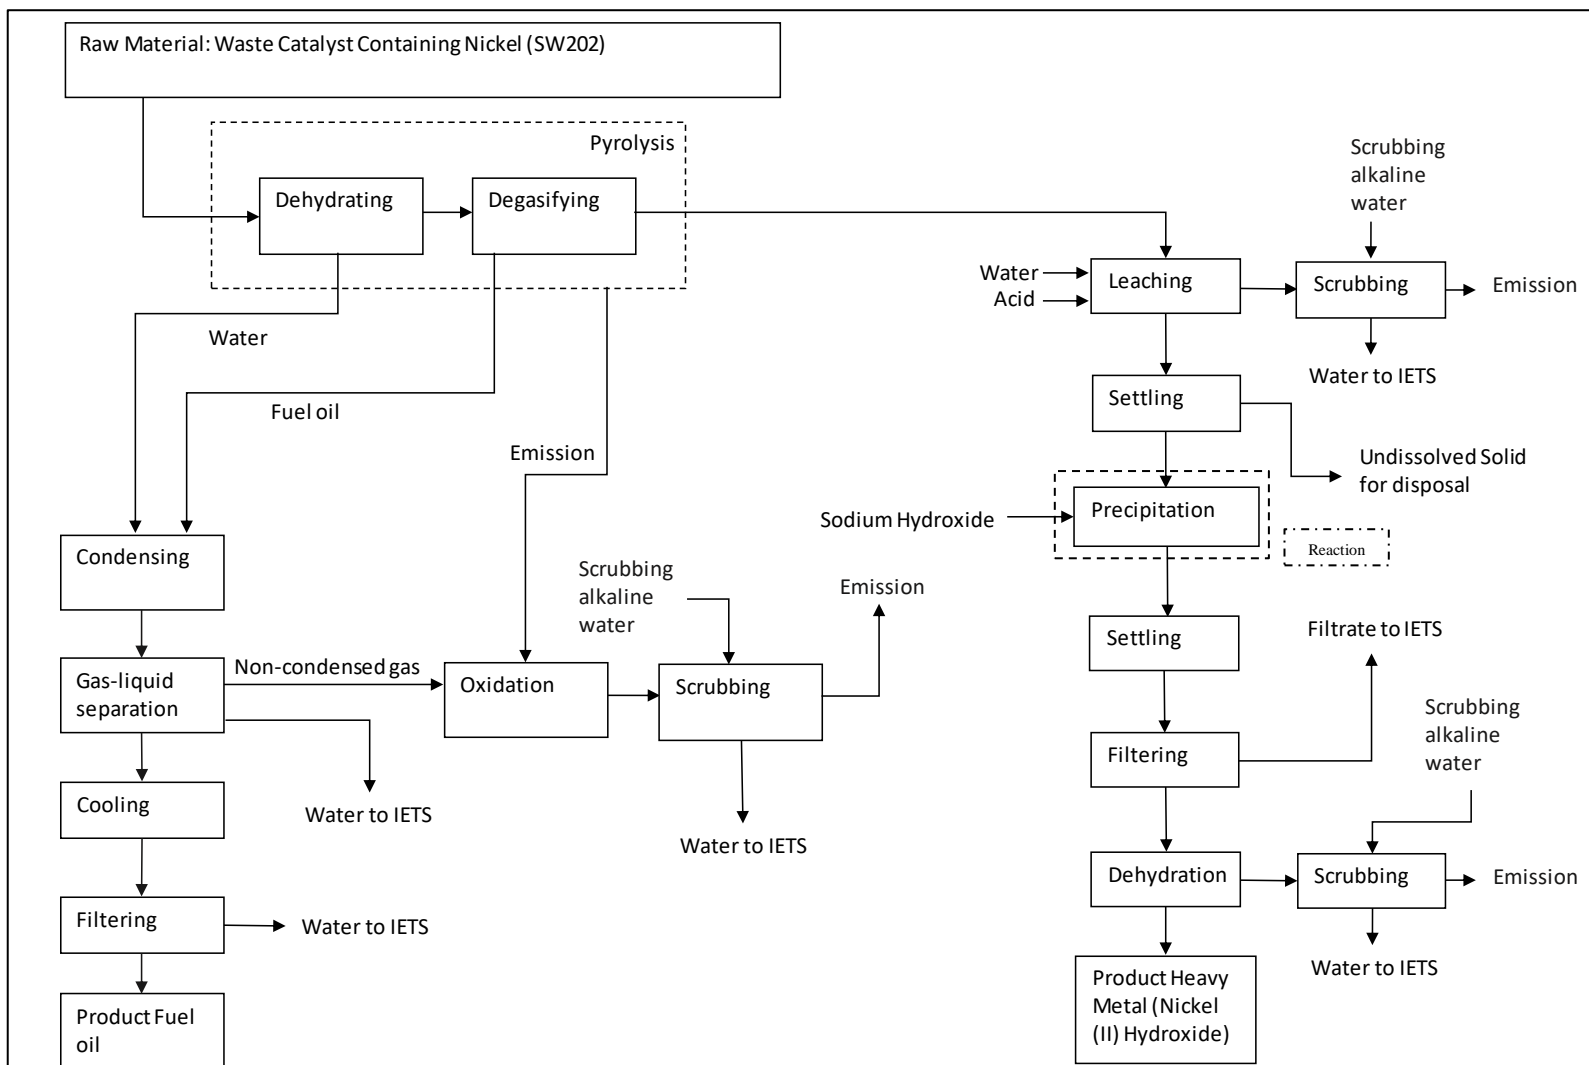 Raw Material: Waste Catalyst Containing Nickel (SW202)
Pyrolysis
Dehydrating
Degasifying
Scrubbing
alkaline
water
Water
Acid
Leaching
Scrubbing
Emission
Water
Water to IETS
Settling
Fuel oil
Emission
Undissolved Solid
for disposal
Sodium Hydroxide
Precipitation
Reaction
Condensing
Scrubbing
alkaline
water
Emission
Settling
Filtrate to IETS
Gas-liquid
separation
Non-condensed gas
Oxidation
Scrubbing
Scrubbing
alkaline
water
Filtering
Cooling
Water to IETS
Water to IETS
Dehydration
Scrubbing
Emission
Filtering
Water to IETS
Water to IETS
Product Heavy
Metal (Nickel
(II) Hydroxide)
Product Fuel
oil